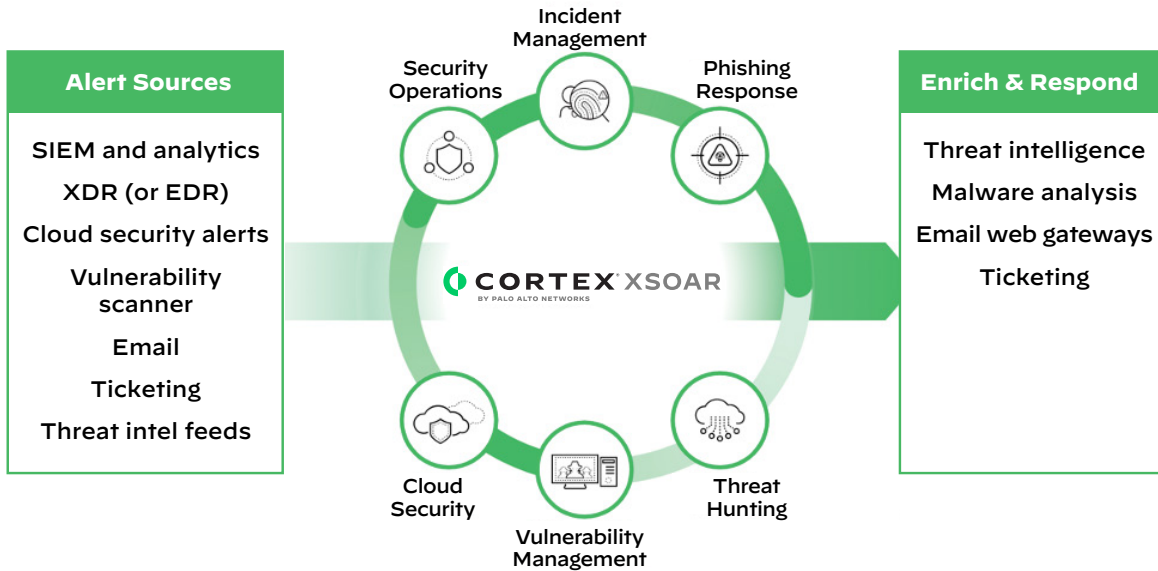 Alert Sources
SIEM and analytics
XDR (or EDR)
Cloud security alerts
Vulnerability
scanner
Email
Ticketing
Threat intel feeds
Incident
Management
Security
Operations
Phishing
Response
CORTEX XSOAR
BY PALO ALTO NETWORKS
Cloud
Security
Vulnerability
Management
Threat
Hunting
Enrich & Respond
Threat intelligence
Malware analysis
Email web gateways
Ticketing